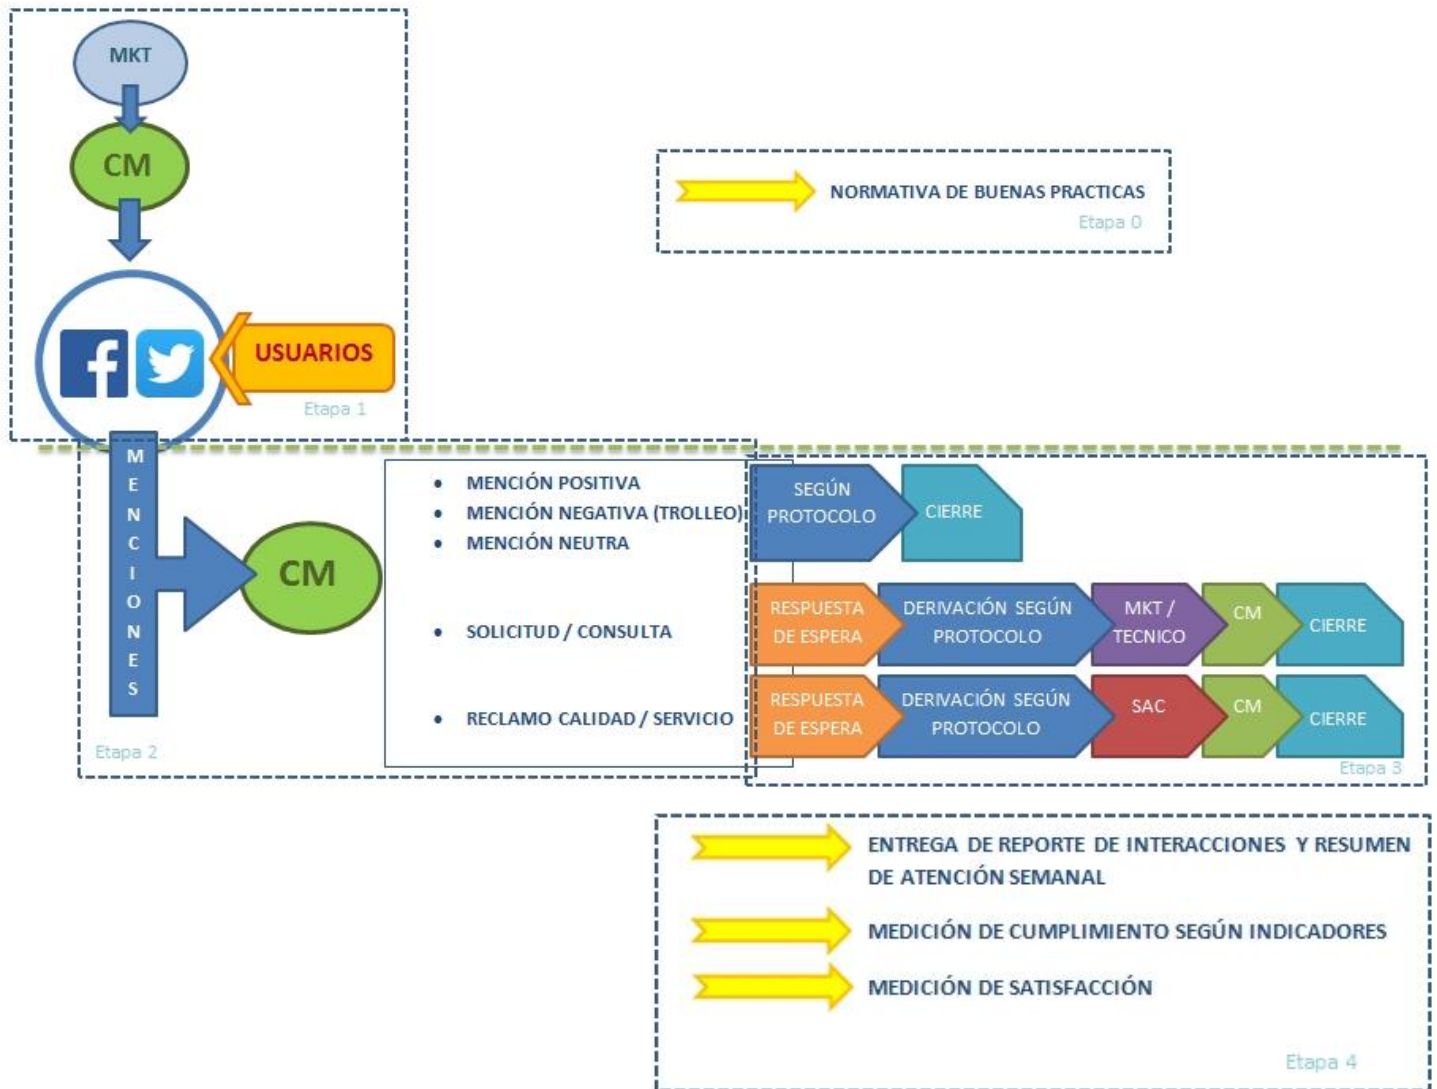 MKT
CM
NORMATIVA DE BUENAS PRACTICAS
Etapa 0
USUARIOS
Etapa 1
MENCIONES
CM
Etapa 2
MENCIÓN POSITIVA
MENCIÓN NEGATIVA (TROLLEO)
MENCIÓN NEUTRA
SOLICITUD / CONSULTA
RECLAMO CALIDAD / SERVICIO
SEGÚN
PROTOCOLO
CIERRE
RESPUESTA
DE ESPERA
DERIVACIÓN SEGÚN
PROTOCOLO
MKT /
TECNICO
CM
CIERRE
RESPUESTA
DE ESPERA
DERIVACIÓN SEGÚN
PROTOCOLO
SAC
CM
CIERRE
Etapa 3
ENTREGA DE REPORTE DE INTERACCIONES Y RESUMEN
DE ATENCIÓN SEMANAL
MEDICIÓN DE CUMPLIMIENTO SEGÚN INDICADORES
MEDICIÓN DE SATISFACCIÓN
Etapa 4